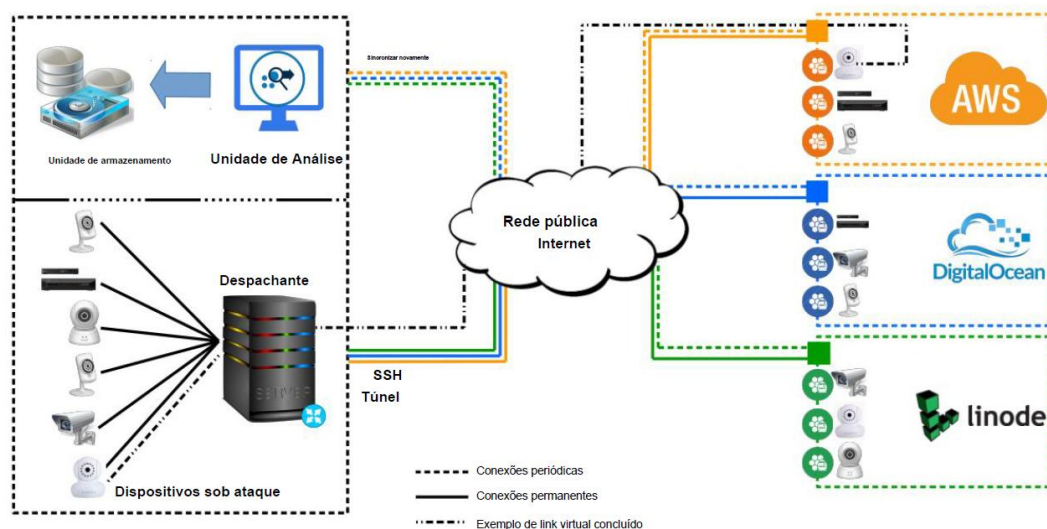 Sincronizar novamente
Unidade de armazenamento
Unidade de Análise
AWS
Rede pública
Internet
DigitalOcean
Despachante
SERVER
SSH
Túnel
linode
Dispositivos sob ataque
Conexões periódicas
Conexões permanentes
Exemplo de link virtual concluído